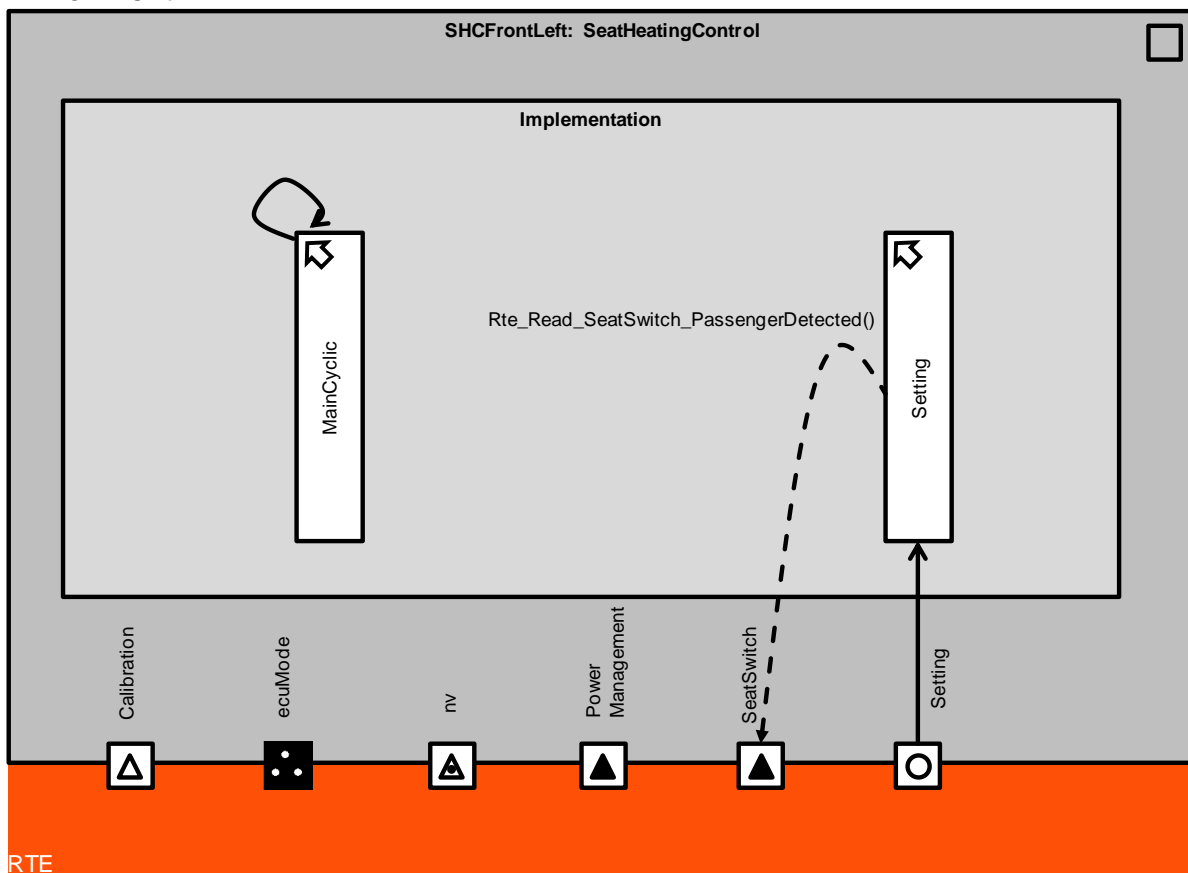 SHCFrontLeft: SeatHeatingControl
Implementation
MainCyclic
Rte_Read_SeatSwitch_PassengerDetected()
Setting
Calibration
ecuMode
nv
Power
Management
SeatSwitch
Setting
RTE